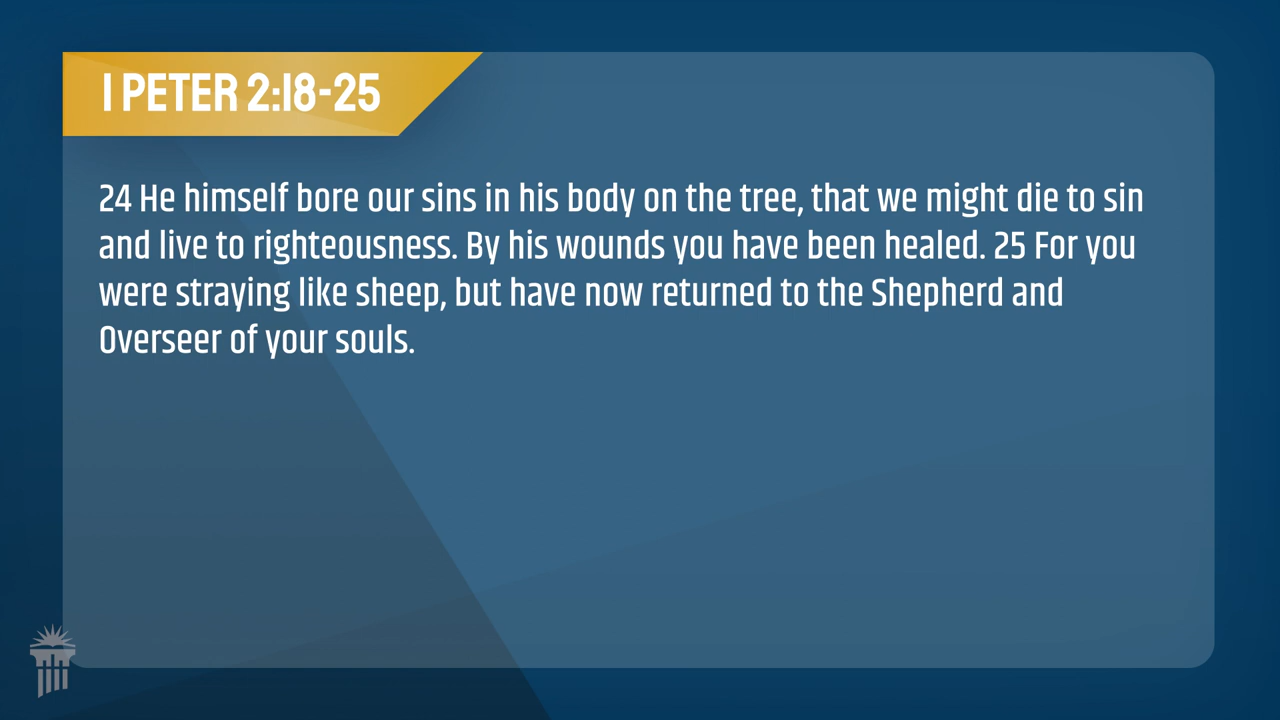 1 PETER 2:18-25
24 He himself bore our sins in his body on the tree, that we might die to sin
and live to righteousness. By his wounds you have been healed. 25 For you
were straying like sheep, but have now returned to the Shepherd and
Overseer of your souls.